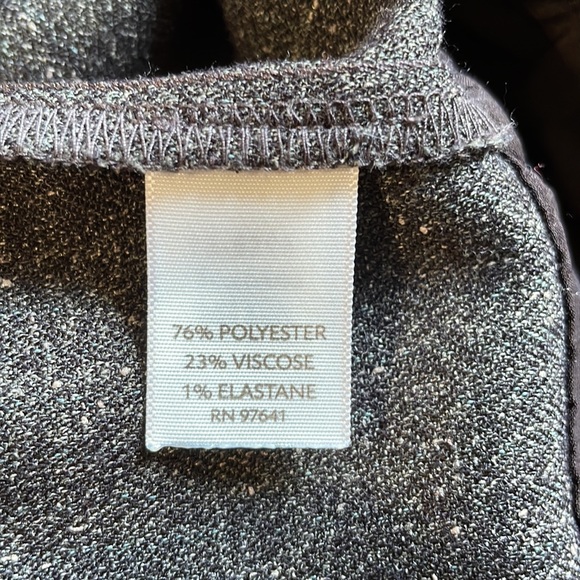 76% POLYESTER
23% VISCOSE
1% ELASTANE
RN 97641